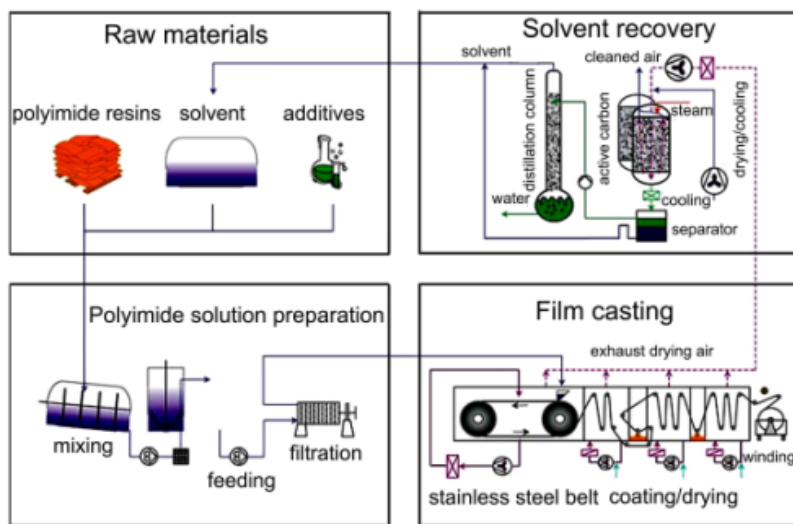 Raw materials
polyimide resins
solvent
additives
Solvent recovery
solvent
cleaned air
distillation column
active carbon
steam
drying/cooling
cooling
water
separator
Polyimide solution preparation
mixing
feeding
filtration
Film casting
exhaust drying air
winding
stainless steel belt
coating/drying